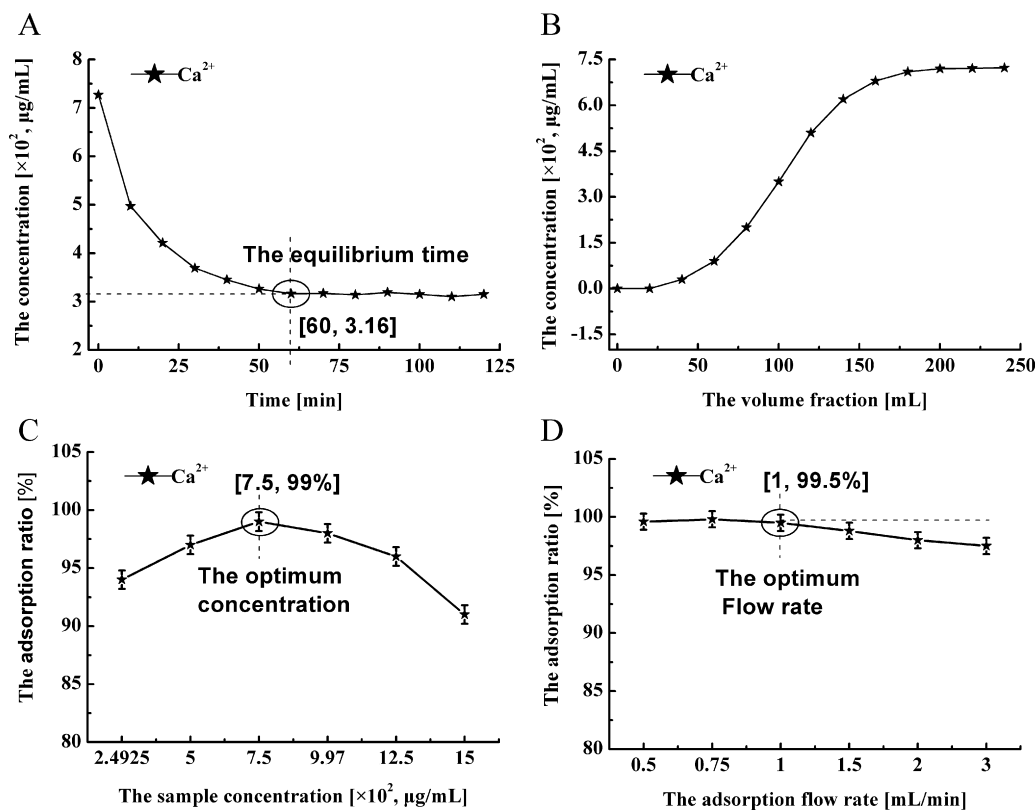 A
The concentration [×10², µg/mL]
8
7
6
5
4
3
2
Ca²⁺
The equilibrium time
[60, 3.16]
0 25 50 75 100 125
Time [min]
B
The concentration [×10², µg/mL]
7.5
6.0
4.5
3.0
1.5
0.0
-1.5
Ca²⁺
0 50 100 150 200 250
The volume fraction [mL]
C
The adsorption ratio [%]
105
100
95
90
85
80
Ca²⁺
[7.5, 99%]
The optimum
concentration
2.4925 5 7.5 9.97 12.5 15
The sample concentration [×10², µg/mL]
D
The adsorption ratio [%]
105
100
95
90
85
80
Ca²⁺
[1, 99.5%]
The optimum
Flow rate
0.5 0.75 1 1.5 2 3
The adsorption flow rate [mL/min]